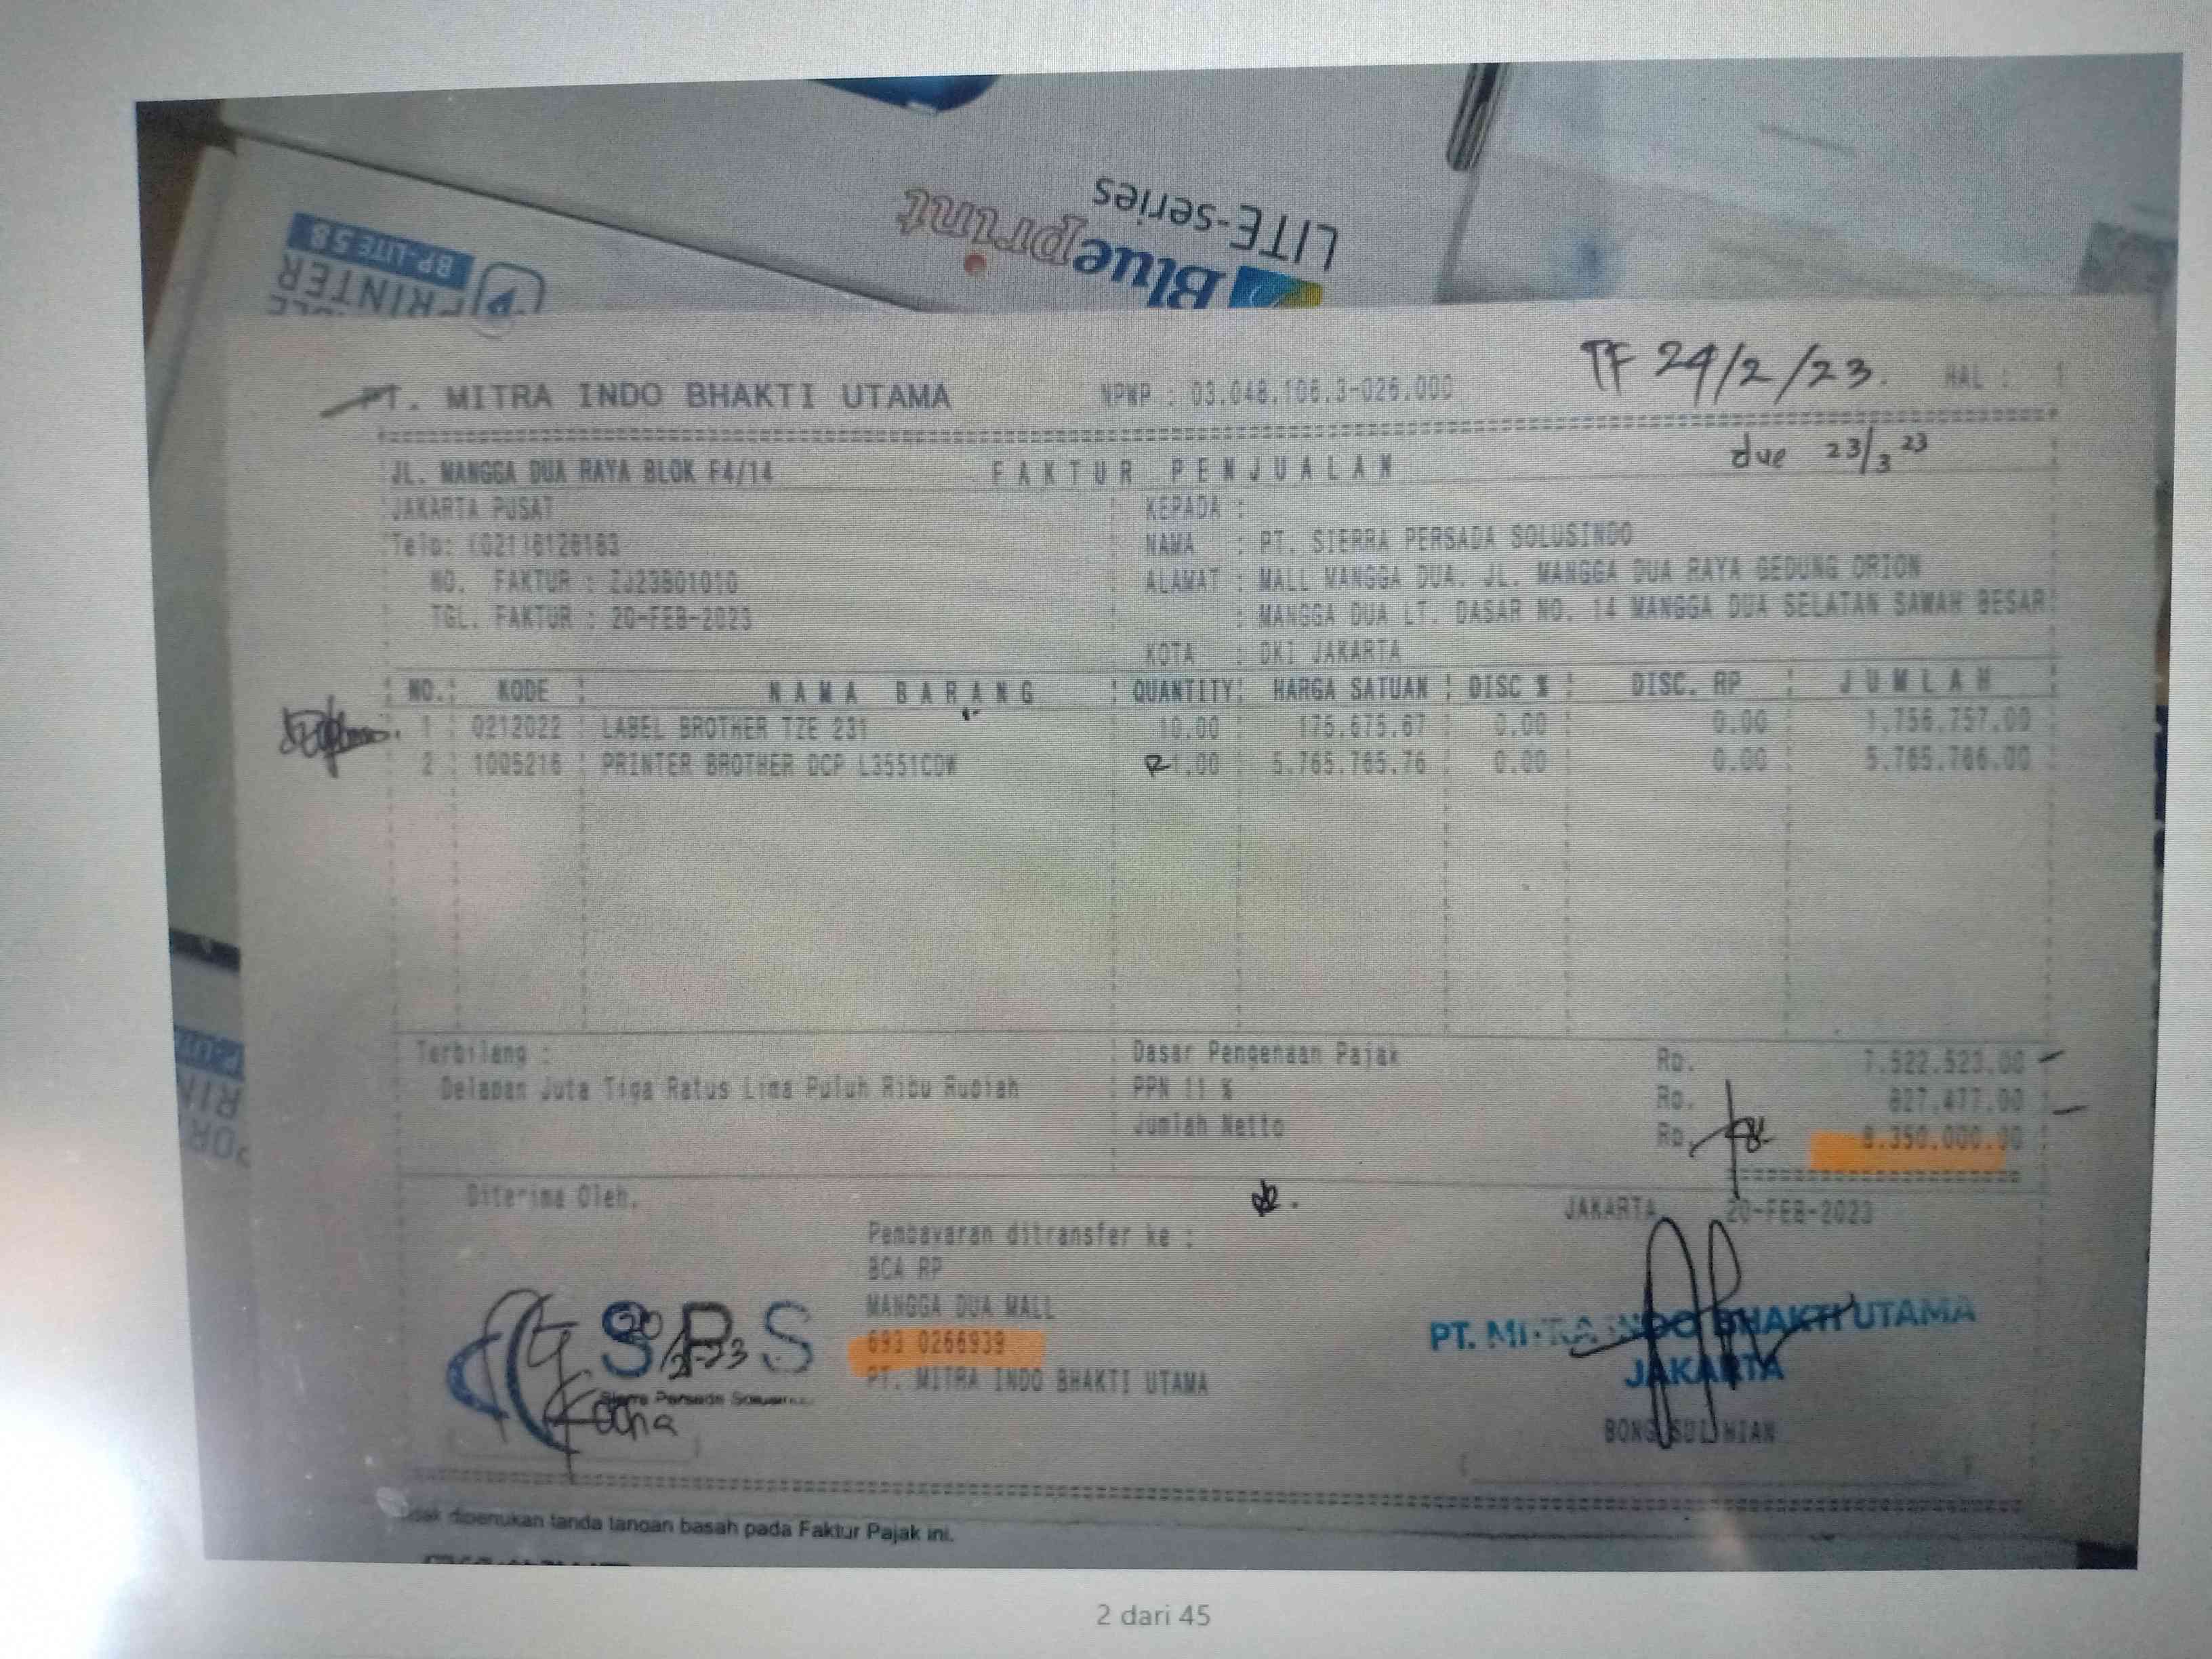 LITE-series
Blueprint
BP-LITE 58
PRINTER
TF 24/2/23.
PT. MITRA INDO BHAKTI UTAMA NPWP : 03.048.106.3-026.000 HAL : 1
due 23/3 23
JL. MANGGA DUA RAYA BLOK F4/14 FAKTUR PENJUALAN
JAKARTA PUSAT KEPADA :
Telp: (021)6126163 NAMA : PT. SIERRA PERSADA SOLUSINDO
NO. FAKTUR : ZJ23B01010 ALAMAT : MALL MANGGA DUA. JL. MANGGA DUA RAYA GEDUNG ORION
TGL. FAKTUR : 20-FEB-2023 : MANGGA DUA LT. DASAR NO. 14 MANGGA DUA SELATAN SAWAH BESAR
KOTA : DKI JAKARTA
NO. KODE NAMA BARANG QUANTITY HARGA SATUAN DISC % DISC. RP JUMLAH
1 0212022 LABEL BROTHER TZE 231 10.00 175.675.67 0.00 0.00 1.756.757.00
2 1005216 PRINTER BROTHER DCP L3551CDW 1.00 5.765.765.76 0.00 0.00 5.765.766.00
Terbilang : Dasar Pengenaan Pajak Rp. 7.522.523.00
Delapan Juta Tiga Ratus Lima Puluh Ribu Rupiah PPN 11 % Rp. 827.477.00
Jumlah Netto Rp. 8.350.000.00
Diterima Oleh, JAKARTA, 20-FEB-2023
Pembayaran ditransfer ke :
BCA RP
MANGGA DUA MALL
693 0266939
PT. MITRA INDO BHAKTI UTAMA
SPS
Sierra Persada
PT. MITRA INDO BHAKTI UTAMA
JAKARTA
BONG SUI HIAN
tidak diperlukan tanda tangan basah pada Faktur Pajak ini.
2 dari 45